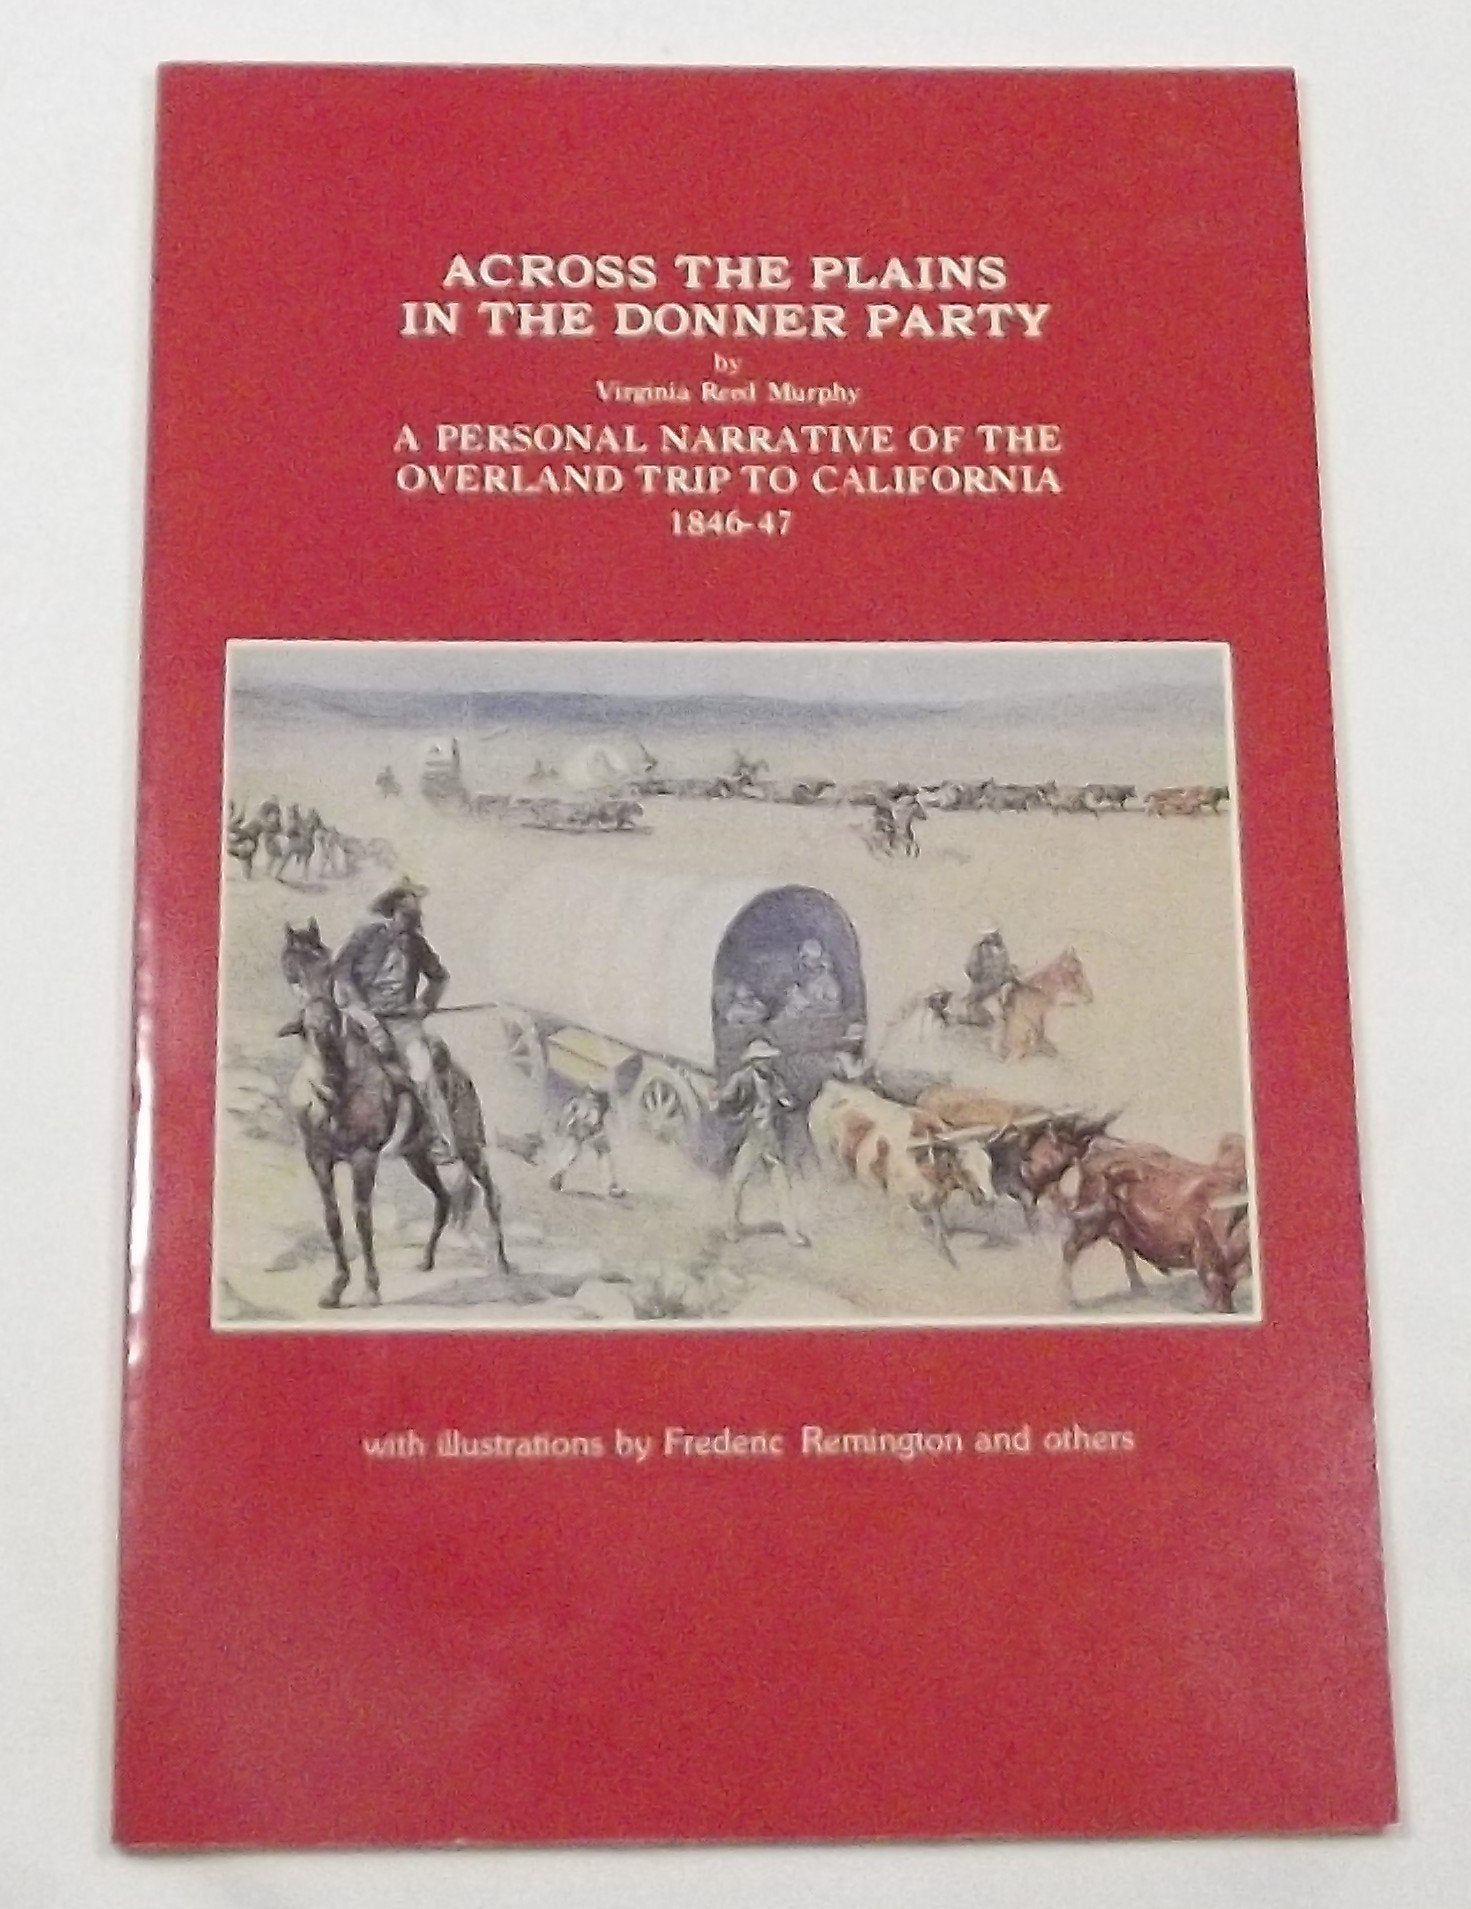 ACROSS THE PLAINS
IN THE DONNER PARTY
by
Virginia Reed Murphy
A PERSONAL NARRATIVE OF THE
OVERLAND TRIP TO CALIFORNIA
1846-47
with illustrations by Frederic Remington and others